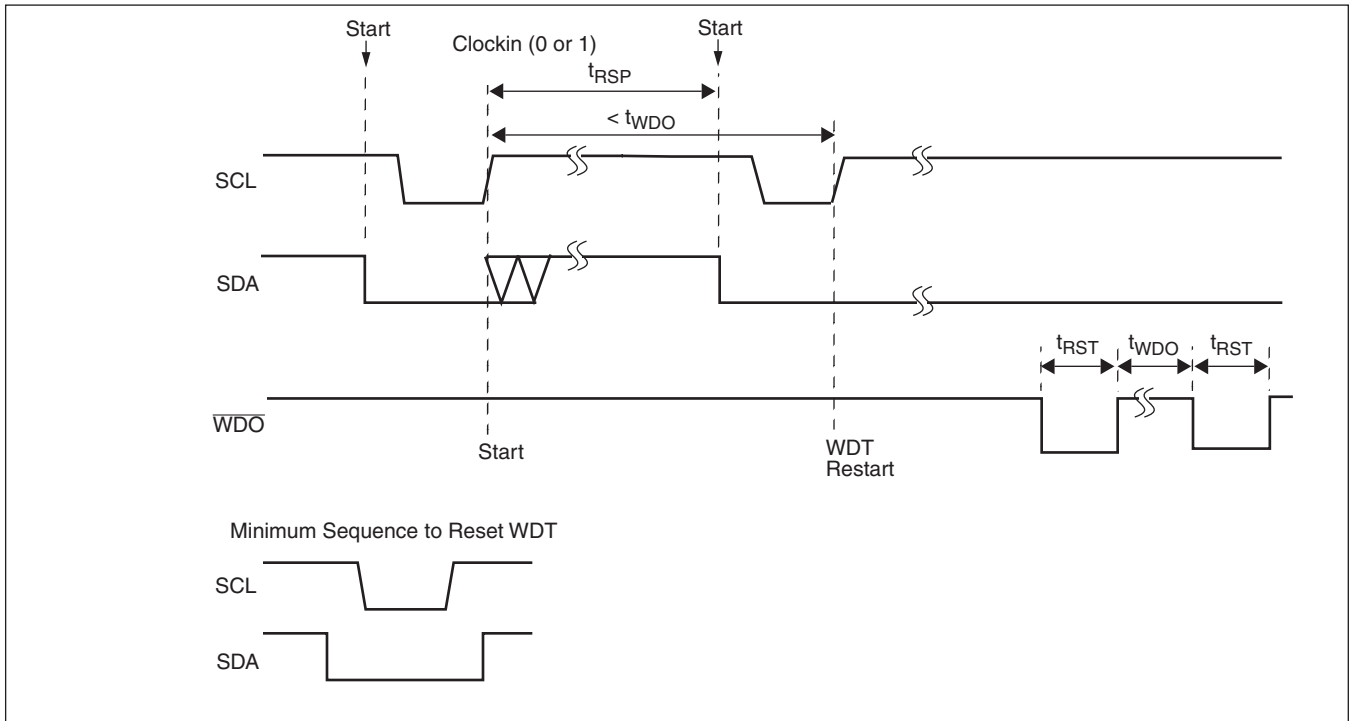 Start
Start
Clockin (0 or 1)
tRSP
< tWDO
SCL
SDA
tRST
tWDO
tRST
WDO
Start
WDT
Restart
Minimum Sequence to Reset WDT
SCL
SDA